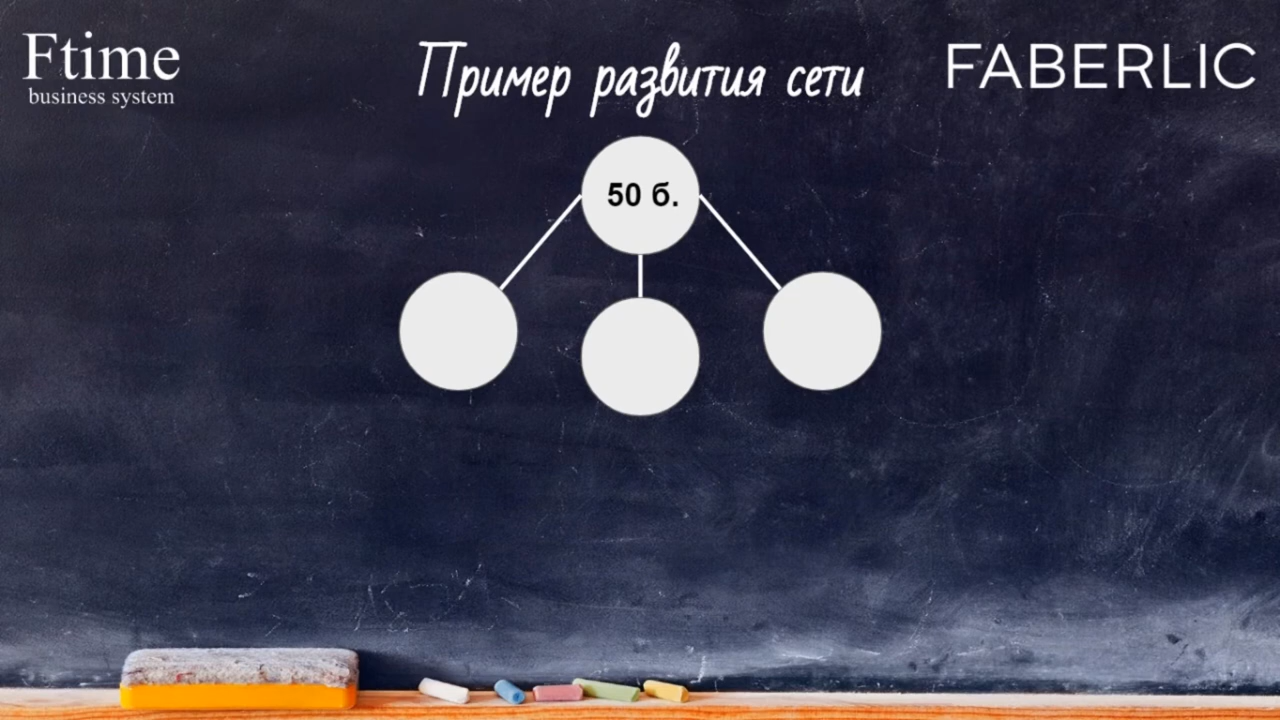 Ftime
business system
Пример развития сети
FABERLIC
50 б.